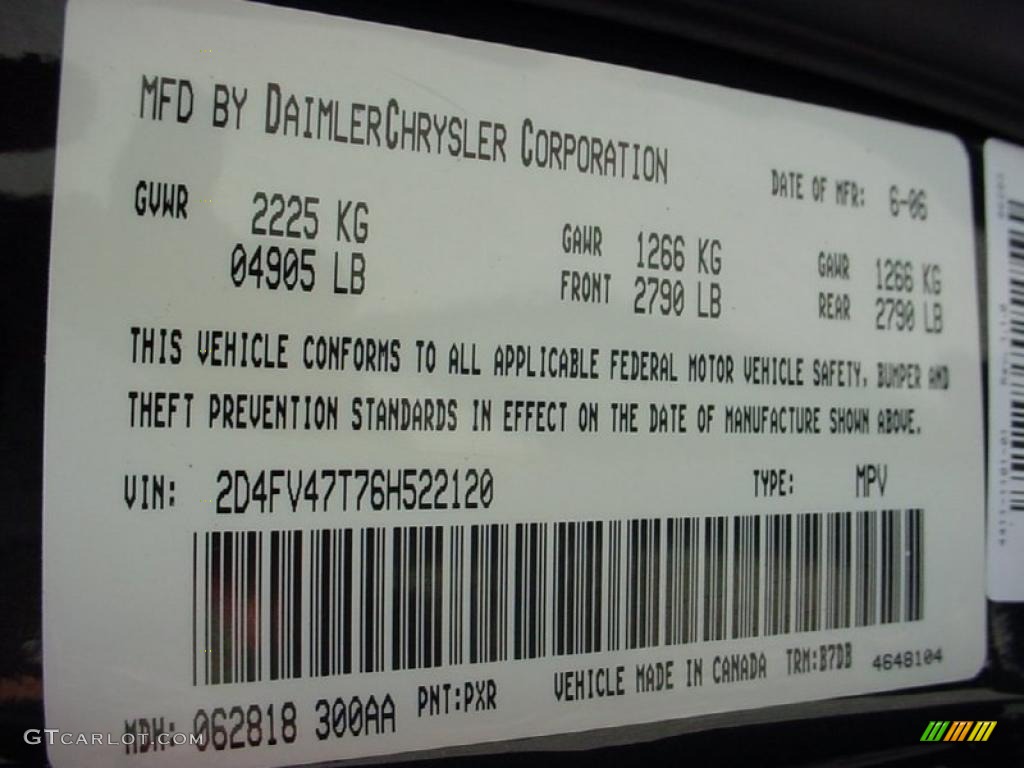 MFD BY DAIMLERCHRYSLER CORPORATION
DATE OF MFR: 6-06
GVWR 2225 KG
04905 LB
GAWR 1266 KG
FRONT 2790 LB
GAWR 1266 KG
REAR 2790 LB
THIS VEHICLE CONFORMS TO ALL APPLICABLE FEDERAL MOTOR VEHICLE SAFETY, BUMPER AND
THEFT PREVENTION STANDARDS IN EFFECT ON THE DATE OF MANUFACTURE SHOWN ABOVE.
VIN: 2D4FV47T76H522120 TYPE: MPV
MDH: 062818 300AA PNT:PXR VEHICLE MADE IN CANADA TRM:B7DB 4648104
GTCARLOT.COM